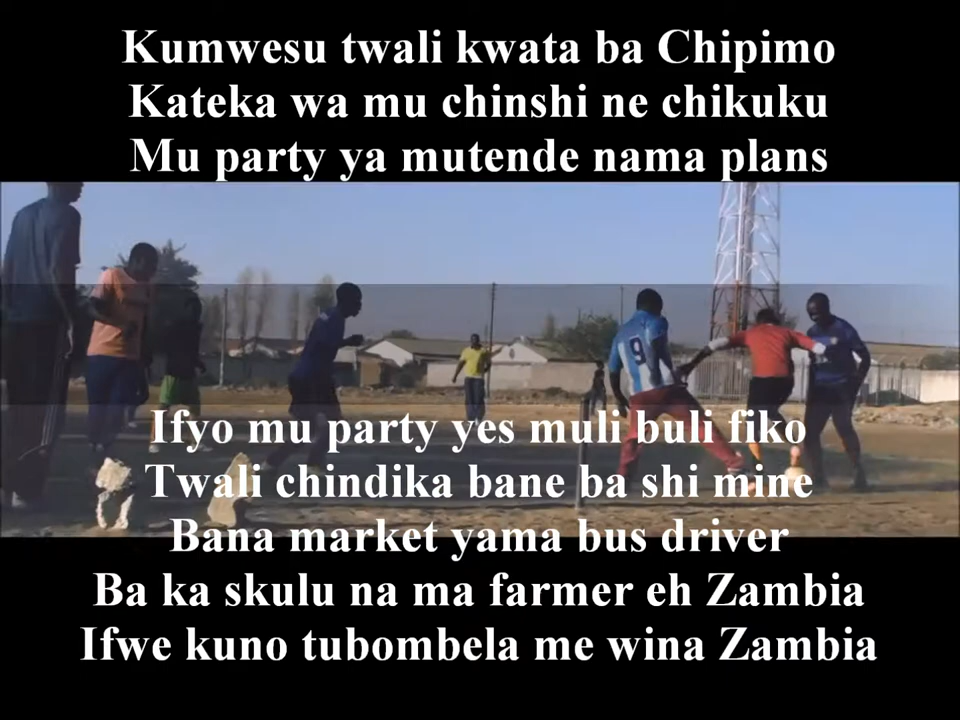 Kumwesu twali kwata ba Chipimo
Kateka wa mu chinshi ne chikuku
Mu party ya mutende nama plans
9
Ifyo mu party yes muli buli fiko
Twali chindika bane ba shi mine
Bana market yama bus driver
Ba ka skulu na ma farmer eh Zambia
Ifwe kuno tubombela me wina Zambia